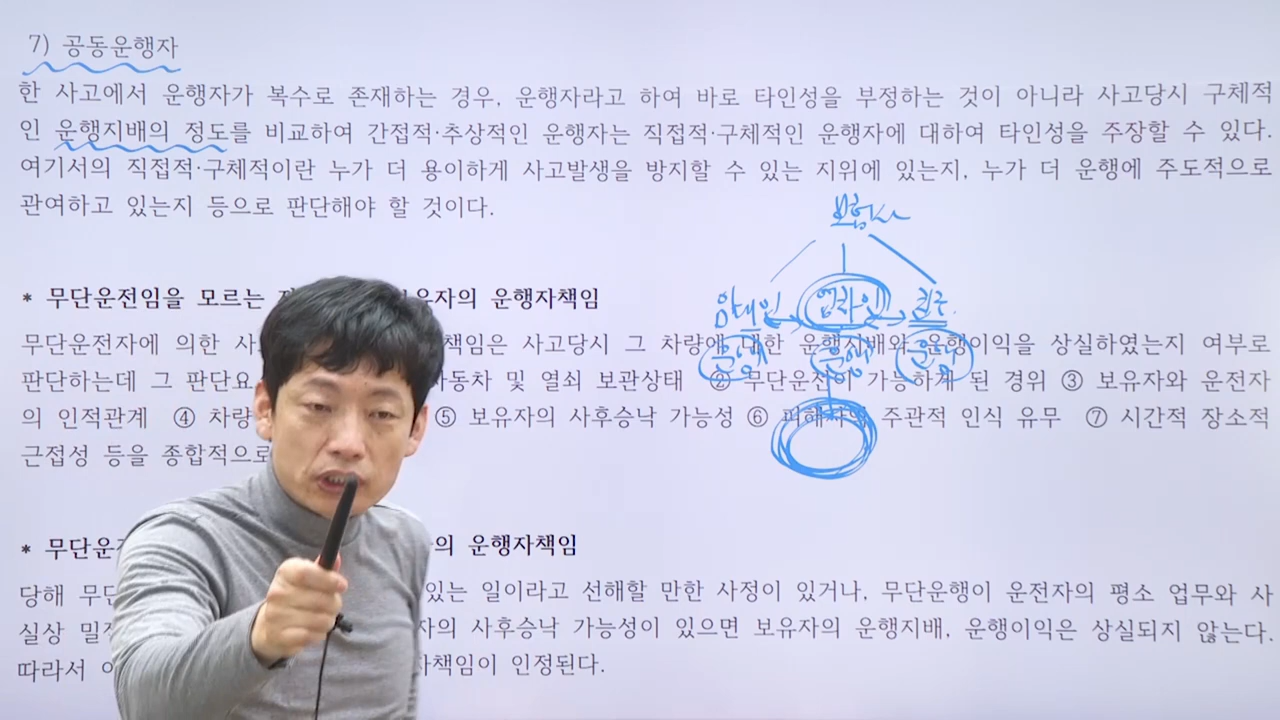 7) 공동운행자
한 사고에서 운행자가 복수로 존재하는 경우, 운행자라고 하여 바로 타인성을 부정하는 것이 아니라 사고당시 구체적
인 운행지배의 정도를 비교하여 간접적·추상적인 운행자는 직접적·구체적인 운행자에 대하여 타인성을 주장할 수 있다.
여기서의 직접적·구체적이란 누가 더 용이하게 사고발생을 방지할 수 있는 지위에 있는지, 누가 더 운행에 주도적으로
관여하고 있는지 등으로 판단해야 할 것이다.
보험사
임대인 임차인
* 무단운전임을 모르는 유자의 운행자책임
무단운전자에 의한 사 책임은 사고당시 그 차량에 대한 운행지배와 운행이익을 상실하였는지 여부로
판단하는데 그 판단요 자동차 및 열쇠 보관상태 ② 무단운전이 가능하게 된 경위 ③ 보유자와 운전자
의 인적관계 ④ 차량 ⑤ 보유자의 사후승낙 가능성 ⑥ 피해자의 주관적 인식 유무 ⑦ 시간적 장소적
근접성 등을 종합적으로
* 무단운 의 운행자책임
당해 무단 있는 일이라고 선해할 만한 사정이 있거나, 무단운행이 운전자의 평소 업무와 사
실상 밀 자의 사후승낙 가능성이 있으면 보유자의 운행지배, 운행이익은 상실되지 않는다.
따라서 자책임이 인정된다.